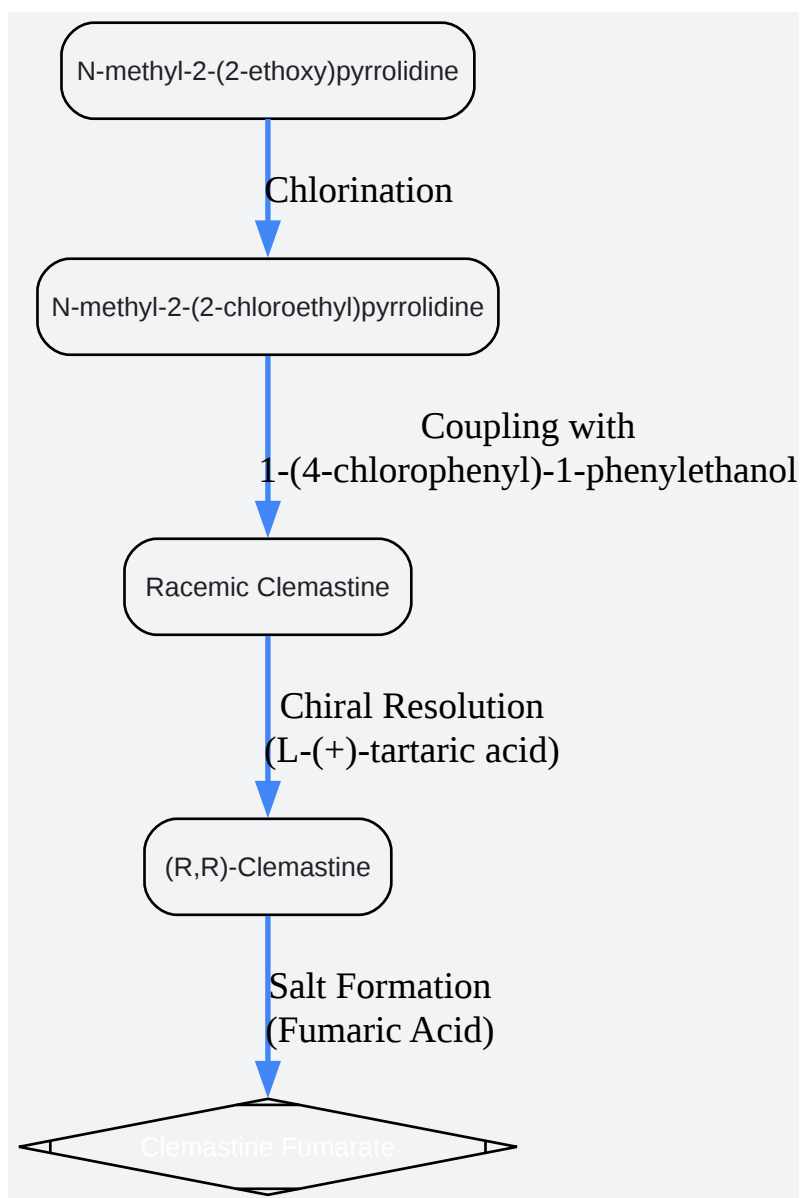 N-methyl-2-(2-ethoxy)pyrrolidine
Chlorination
N-methyl-2-(2-chloroethyl)pyrrolidine
Coupling with
1-(4-chlorophenyl)-1-phenylethanol
Racemic Clemastine
Chiral Resolution
(L-(+)-tartaric acid)
(R,R)-Clemastine
Salt Formation
(Fumaric Acid)
Clemastine Fumarate